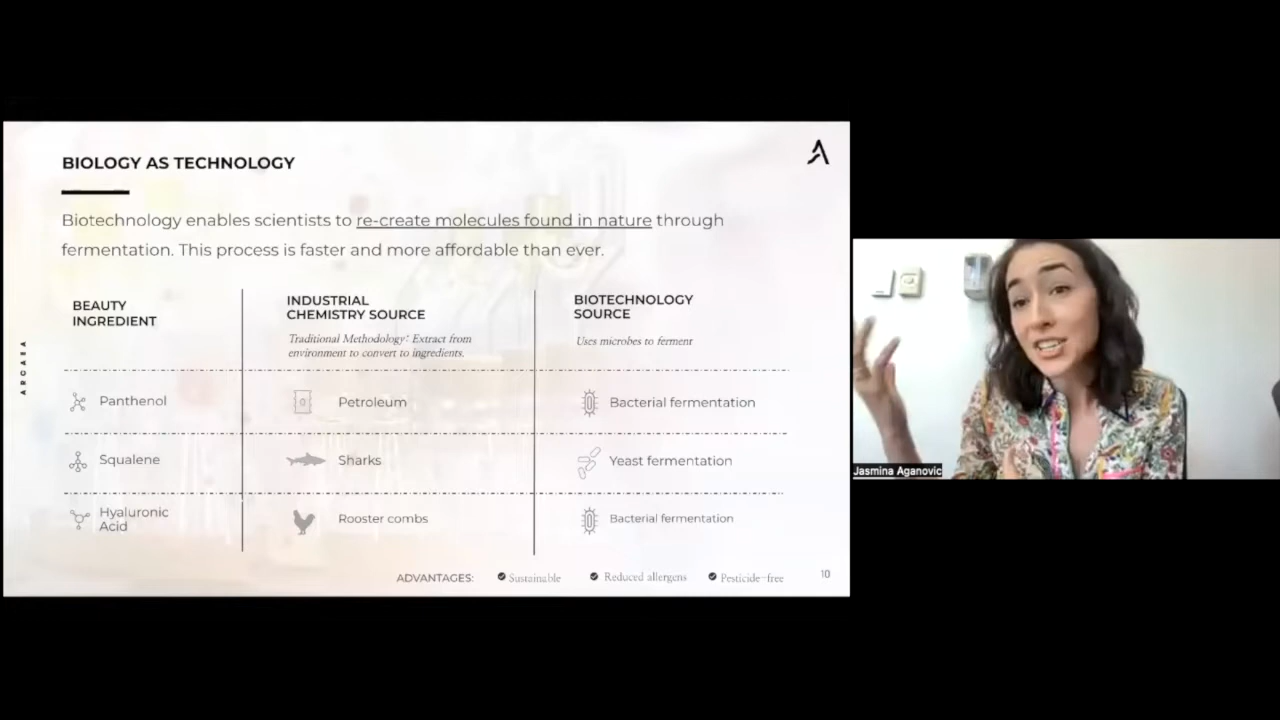 BIOLOGY AS TECHNOLOGY
Biotechnology enables scientists to re-create molecules found in nature through
fermentation. This process is faster and more affordable than ever.
BEAUTY
INGREDIENT
INDUSTRIAL
CHEMISTRY SOURCE
Traditional Methodology: Extract from
environment to convert to ingredients.
BIOTECHNOLOGY
SOURCE
Uses microbes to ferment
ARCAEA
Panthenol
Petroleum
Bacterial fermentation
Squalene
Sharks
Yeast fermentation
Hyaluronic
Acid
Rooster combs
Bacterial fermentation
ADVANTAGES: Sustainable Reduced allergens Pesticide-free
10
Jasmina Aganovic